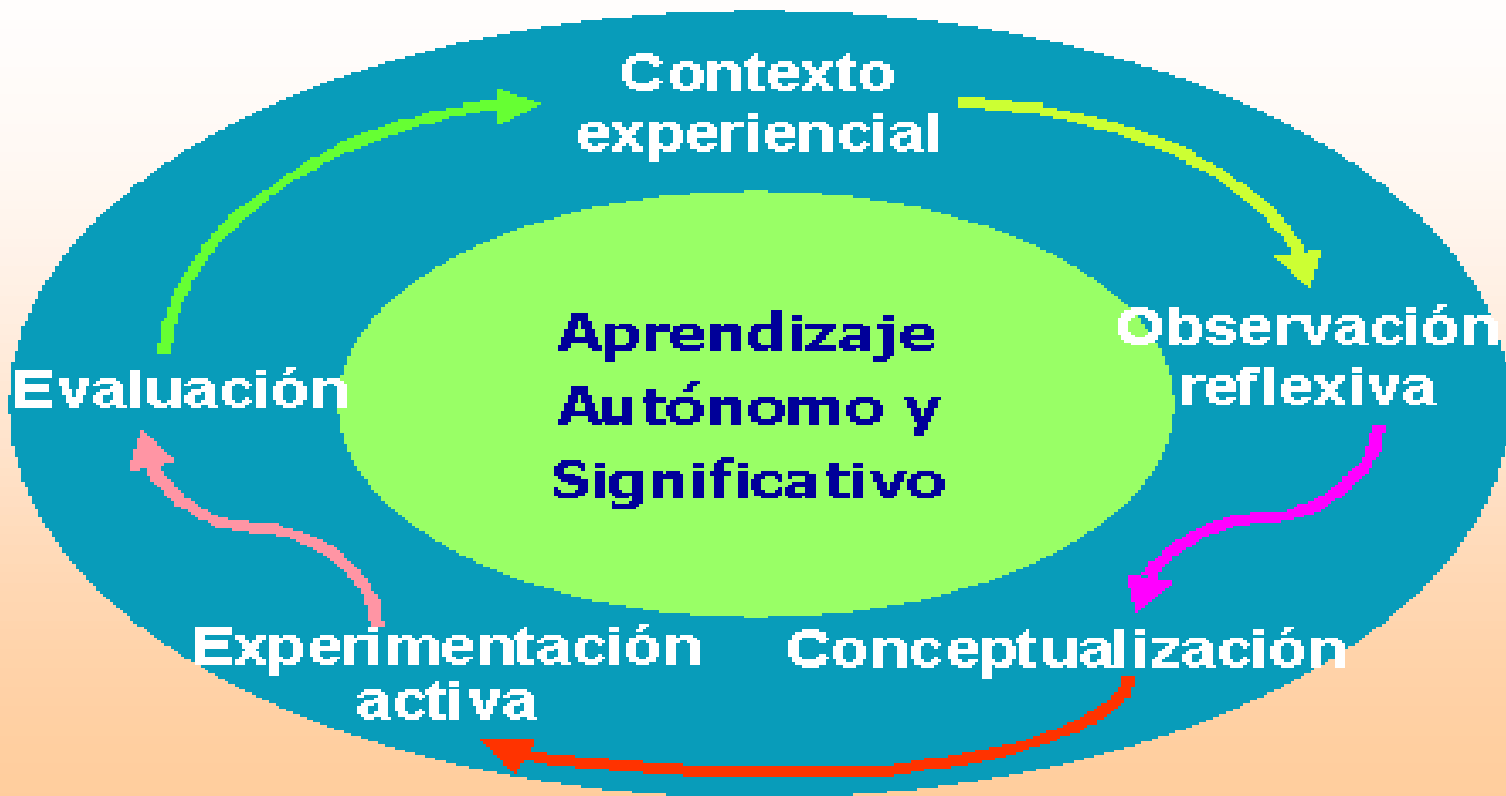 Contexto
experiencial
Observación
reflexiva
Conceptualización
Experimentación
activa
Evaluación
Aprendizaje
Autónomo y
Significativo